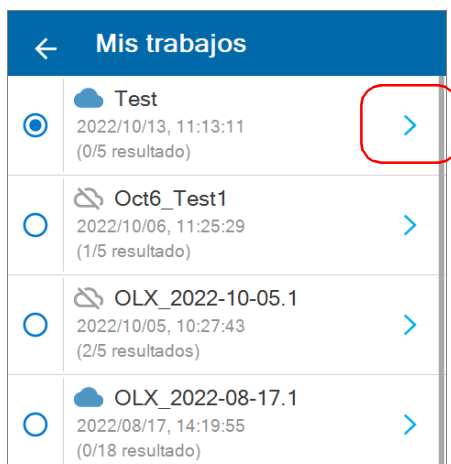 Mis trabajos
Test
2022/10/13, 11:13:11
(0/5 resultado)
Oct6_Test1
2022/10/06, 11:25:29
(1/5 resultado)
OLX_2022-10-05.1
2022/10/05, 10:27:43
(2/5 resultados)
OLX_2022-08-17.1
2022/08/17, 14:19:55
(0/18 resultado)